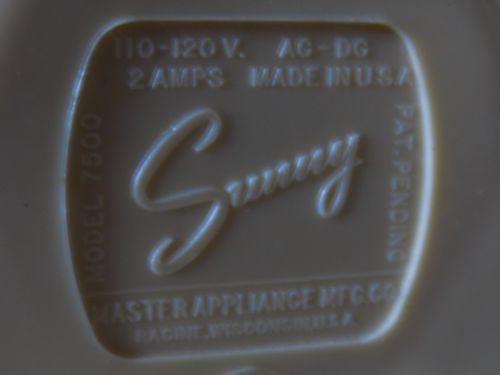 110-120 V. AC-DC
2 AMPS MADE IN U.S.A
MODEL 7500
Sunny
PAT. PENDING
MASTER APPLIANCE MFG. CO
RACINE, WISCONSIN, U.S.A